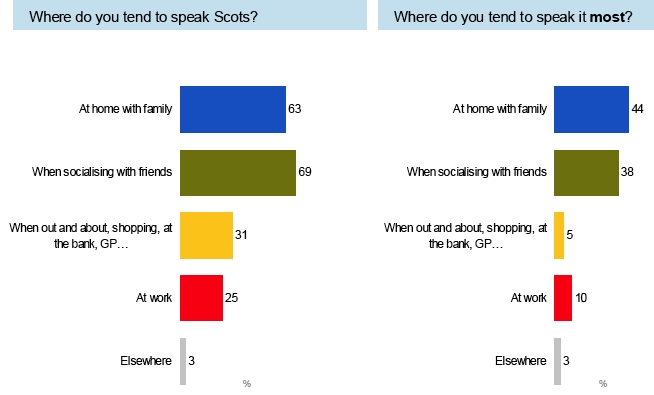 Where do you tend to speak Scots?
At home with family
63
When socialising with friends
69
When out and about, shopping, at
the bank, GP…
31
At work
25
Elsewhere
3
%
Where do you tend to speak it most?
At home with family
44
When socialising with friends
38
When out and about, shopping, at
the bank, GP…
5
At work
10
Elsewhere
3
%